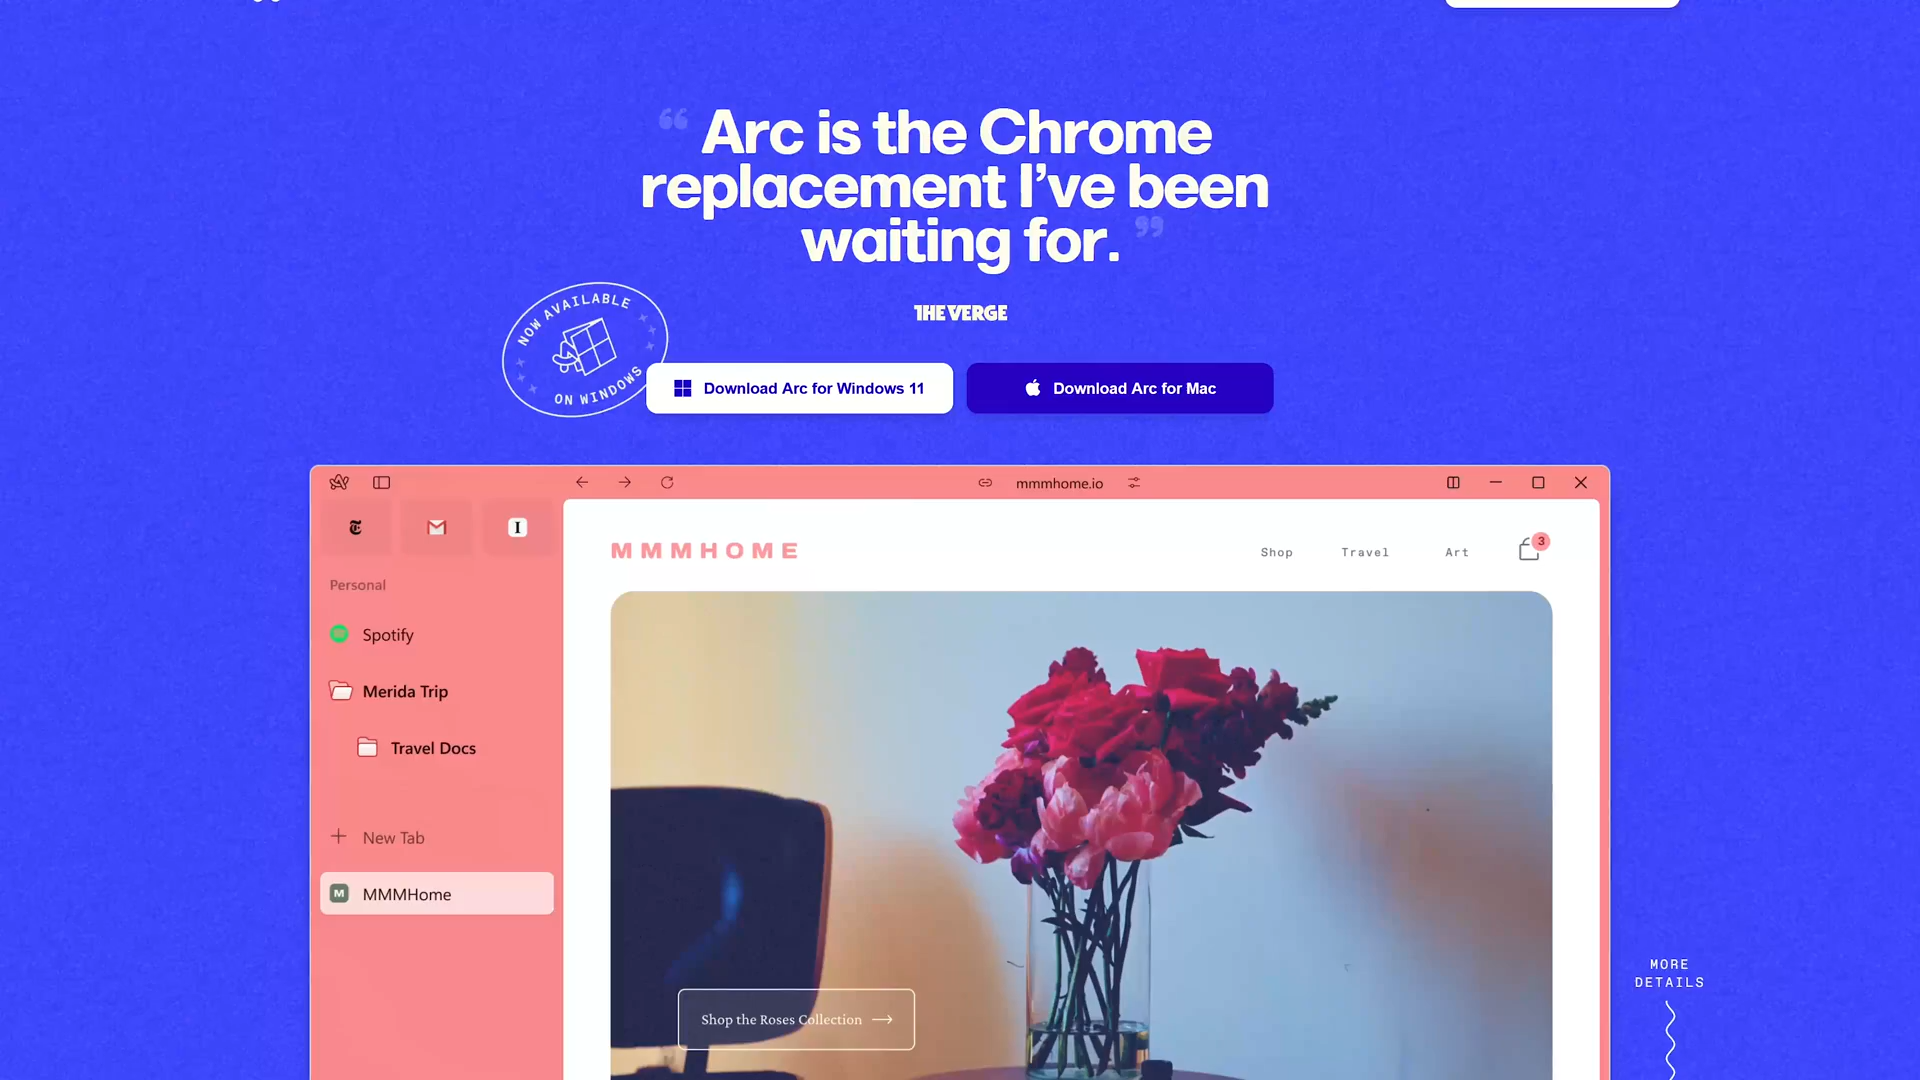 “ Arc is the Chrome
replacement I’ve been
waiting for. ”
THE VERGE
NOW AVAILABLE
ON WINDOWS
Download Arc for Windows 11
Download Arc for Mac
mmmhome.io
Personal
Spotify
Merida Trip
Travel Docs
New Tab
M MMMHome
MMMHOME
Shop Travel Art 3
Shop the Roses Collection
MORE
DETAILS